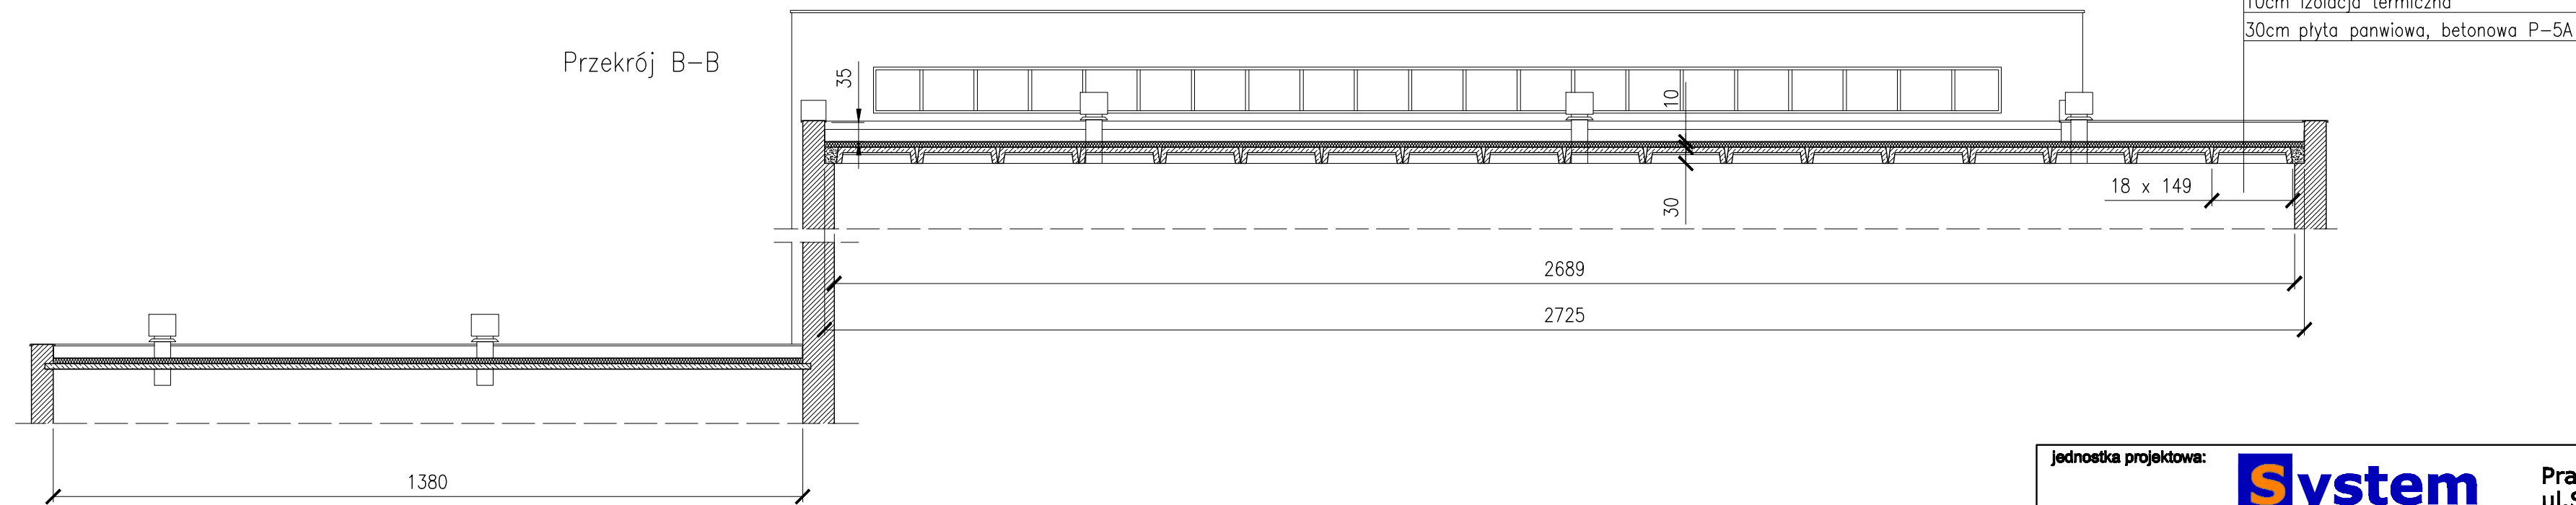 10cm izolacja termiczna
30cm płyta panwiowa, betonowa P-5A
Przekrój B-B
35
10
18 x 149
30
2689
2725
1380
jednostka projektowa:
System